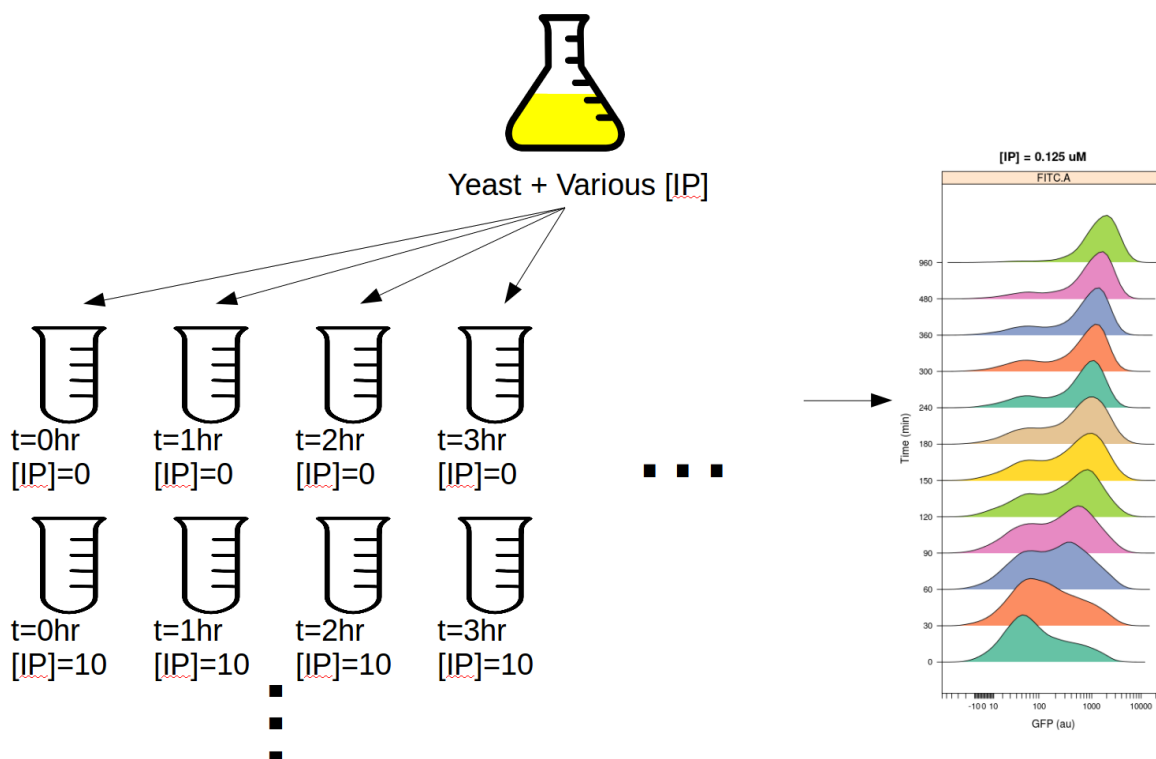 Yeast + Various [IP]
t=0hr t=1hr t=2hr t=3hr
[IP]=0 [IP]=0 [IP]=0 [IP]=0
t=0hr t=1hr t=2hr t=3hr
[IP]=10 [IP]=10 [IP]=10 [IP]=10
[IP] = 0.125 uM
FITC.A
Time (min)
960
480
360
300
240
180
150
120
90
60
30
0
-10 0 10 100 1000 10000
GFP (au)